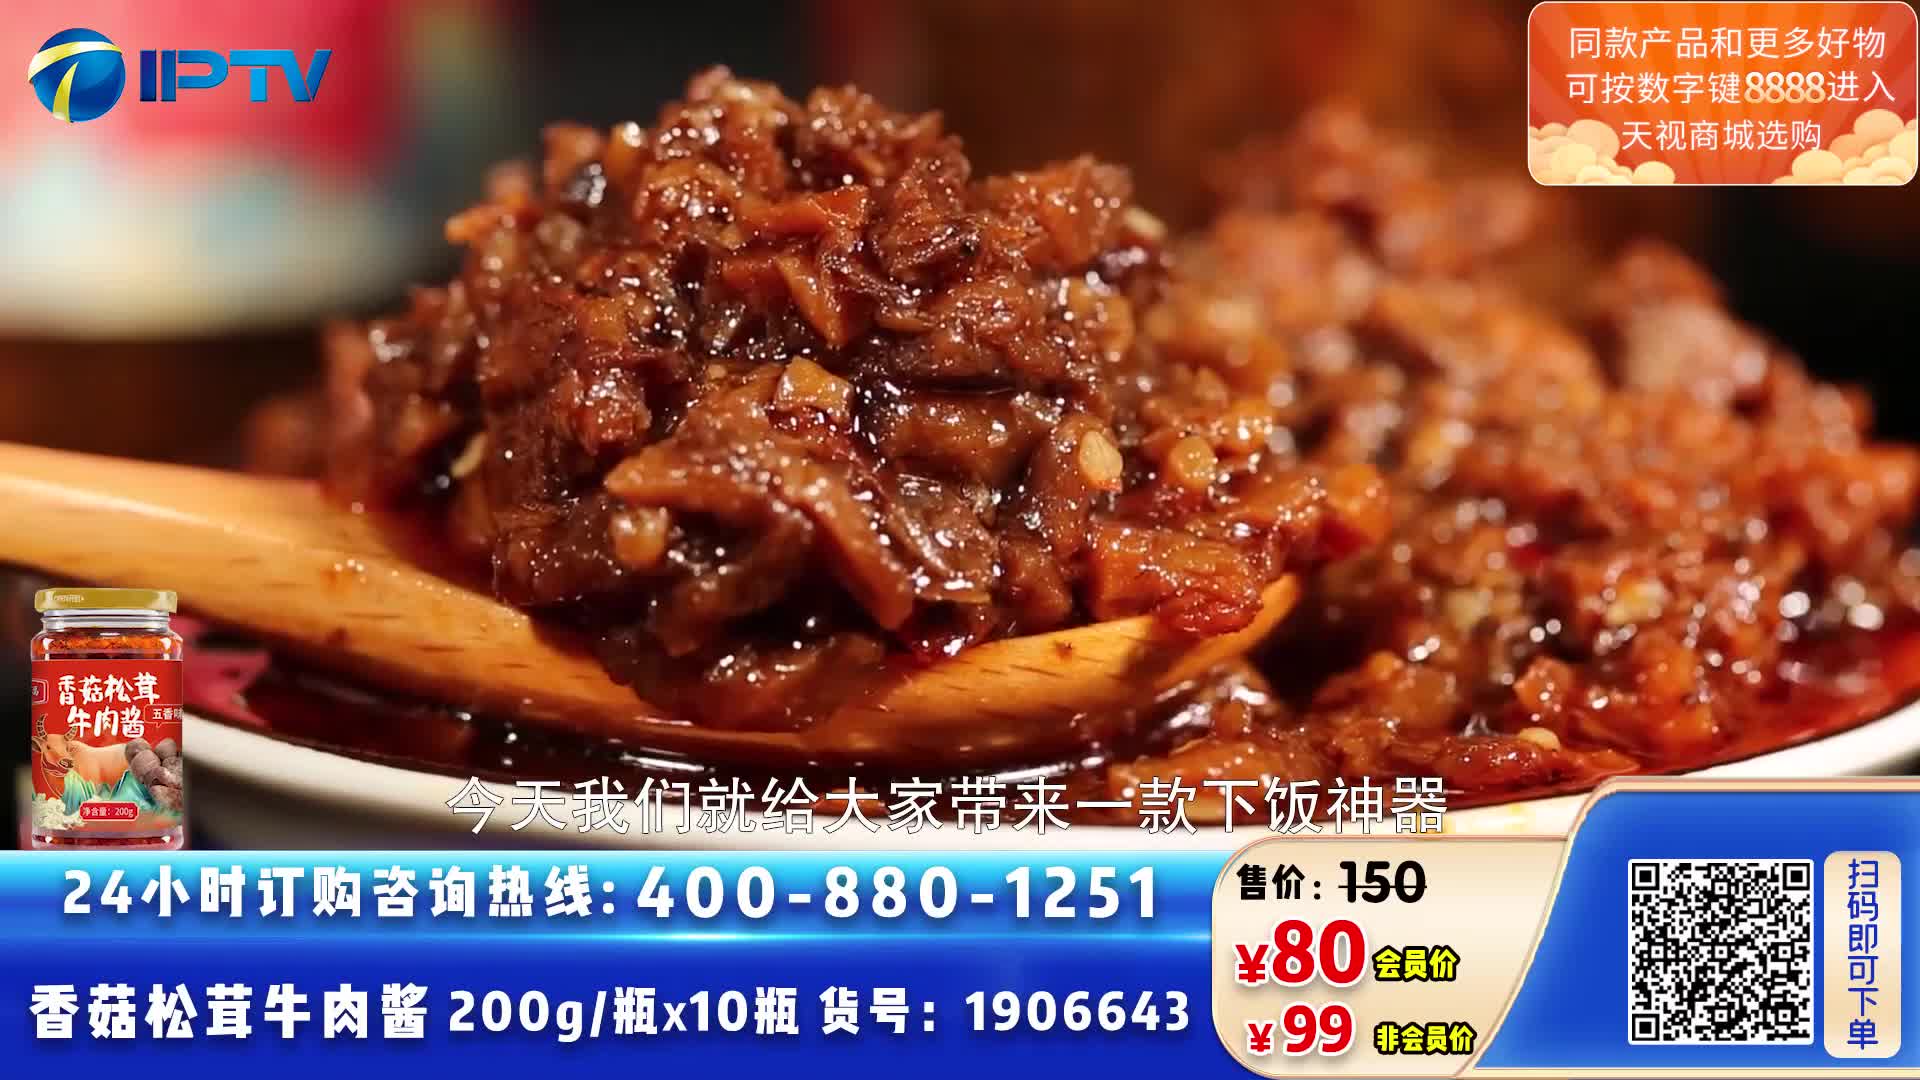 IPTV
同款产品和更多好物
可按数字键8888进入
天视商城选购
香菇松茸
牛肉酱
五香味
净含量：200g
今天我们就给大家带来一款下饭神器
24小时订购咨询热线：400-880-1251
香菇松茸牛肉酱 200g/瓶x10瓶 货号：1906643
售价：150
¥80 会员价
¥99 非会员价
扫码即可下单